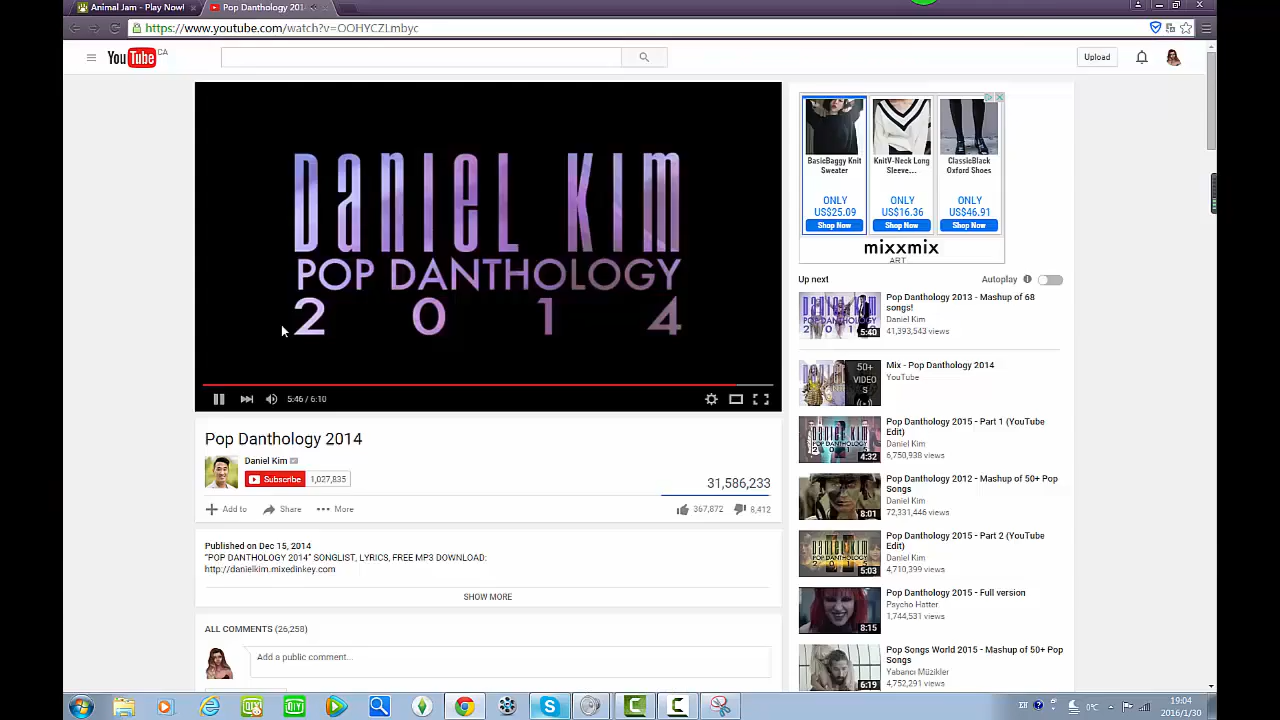 Animal Jam - Play Now!
Pop Danthology 201
https://www.youtube.com/watch?v=OOHYCZLmbyc
YouTube CA
Upload
DANIEL KIM
POP DANTHOLOGY
2014
5:46 / 6:10
BasicBaggy Knit
Sweater
ONLY
US$25.09
Shop Now
KnitV-Neck Long
Sleeve...
ONLY
US$16.36
Shop Now
ClassicBlack
Oxford Shoes
ONLY
US$46.91
Shop Now
mixxmix
ART
Up next
Autoplay
Pop Danthology 2013 - Mashup of 68
songs!
Daniel Kim
41,393,543 views
5:40
50+
VIDEO
S
Mix - Pop Danthology 2014
YouTube
Pop Danthology 2015 - Part 1 (YouTube
Edit)
Daniel Kim
6,750,938 views
4:32
Pop Danthology 2012 - Mashup of 50+ Pop
Songs
Daniel Kim
72,331,446 views
8:01
Pop Danthology 2015 - Part 2 (YouTube
Edit)
Daniel Kim
4,710,399 views
5:03
Pop Danthology 2015 - Full version
Psycho Hatter
1,744,531 views
8:15
Pop Songs World 2015 - Mashup of 50+ Pop
Songs
Yabancı Müzikler
4,752,291 views
6:19
Pop Danthology 2014
Daniel Kim
Subscribe 1,027,835
31,586,233
Add to Share More
367,872 8,412
Published on Dec 15, 2014
"POP DANTHOLOGY 2014" SONGLIST, LYRICS, FREE MP3 DOWNLOAD:
http://danielkim.mixedinkey.com
SHOW MORE
ALL COMMENTS (26,258)
Add a public comment...
0°C
19:04
2016/1/30